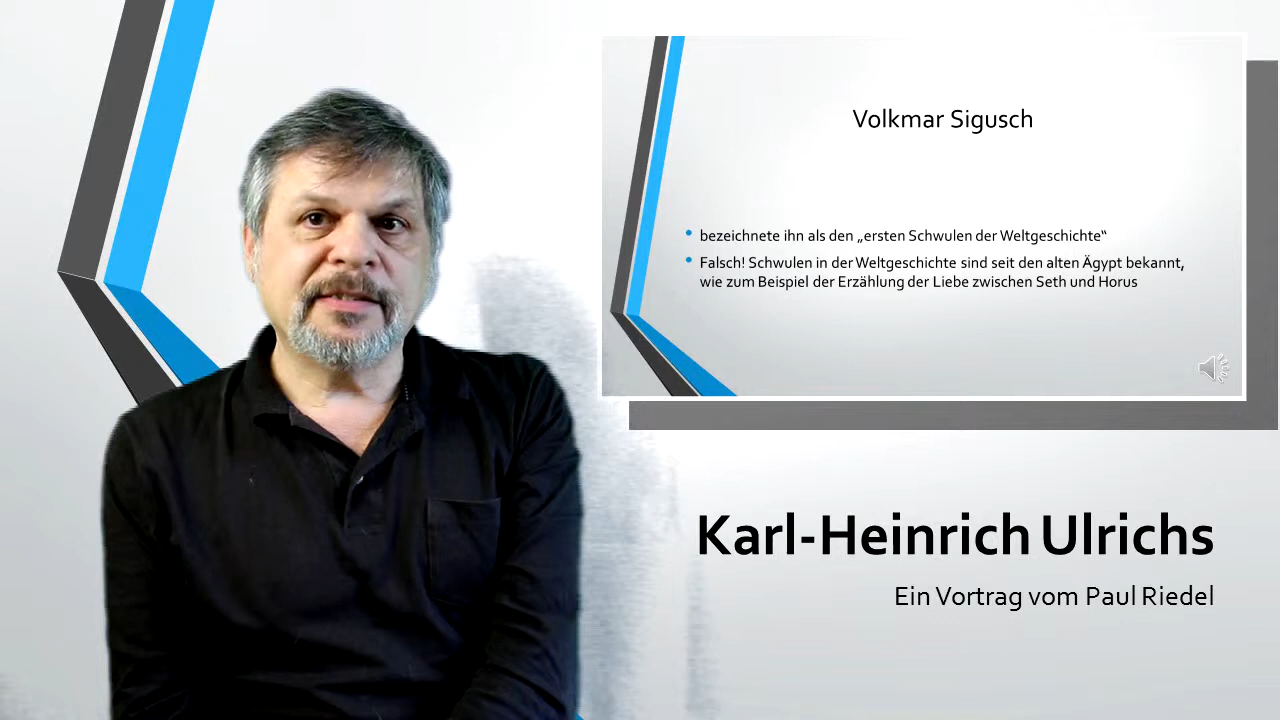 Volkmar Sigusch
bezeichnete ihn als den „ersten Schwulen der Weltgeschichte“
Falsch! Schwulen in der Weltgeschichte sind seit den alten Ägypt bekannt,
wie zum Beispiel der Erzählung der Liebe zwischen Seth und Horus
Karl-Heinrich Ulrichs
Ein Vortrag vom Paul Riedel